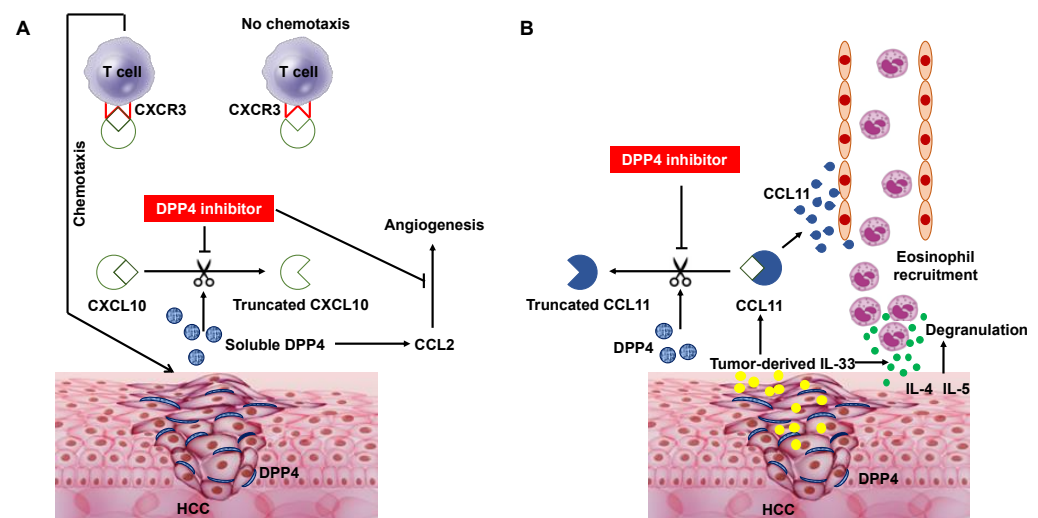 A
No chemotaxis
T cell
T cell
CXCR3
CXCR3
Chemotaxis
DPP4 inhibitor
Angiogenesis
CXCL10
Truncated CXCL10
Soluble DPP4
CCL2
DPP4
HCC
B
DPP4 inhibitor
CCL11
Eosinophil
recruitment
Truncated CCL11
CCL11
DPP4
Degranulation
Tumor-derived IL-33
IL-4 IL-5
DPP4
HCC